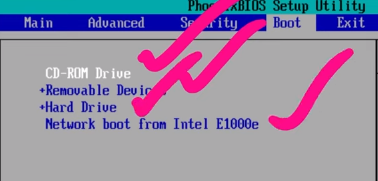 Setup Utility
Main Advanced Boot Exit
CD-ROM Drive
+Removable
+Hard Drive
Network boot from Intel E1000e